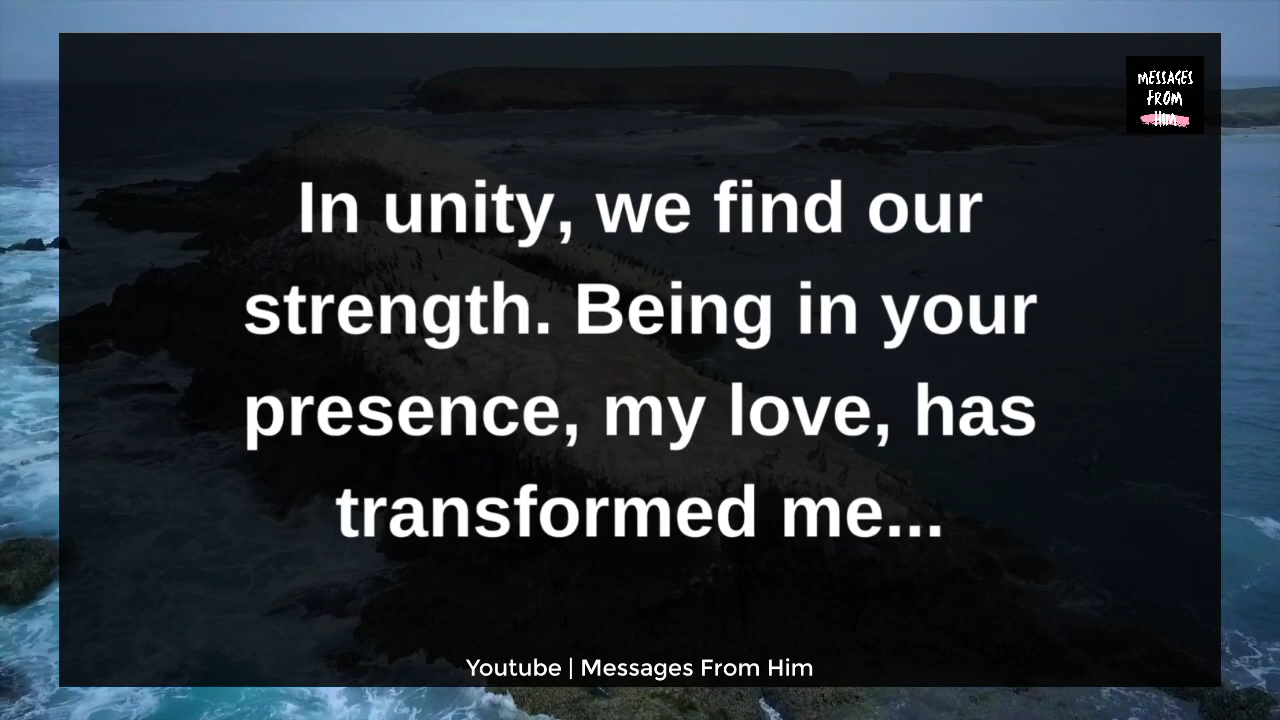 MESSAGES
FROM
HIM
In unity, we find our
strength. Being in your
presence, my love, has
transformed me...
Youtube | Messages From Him